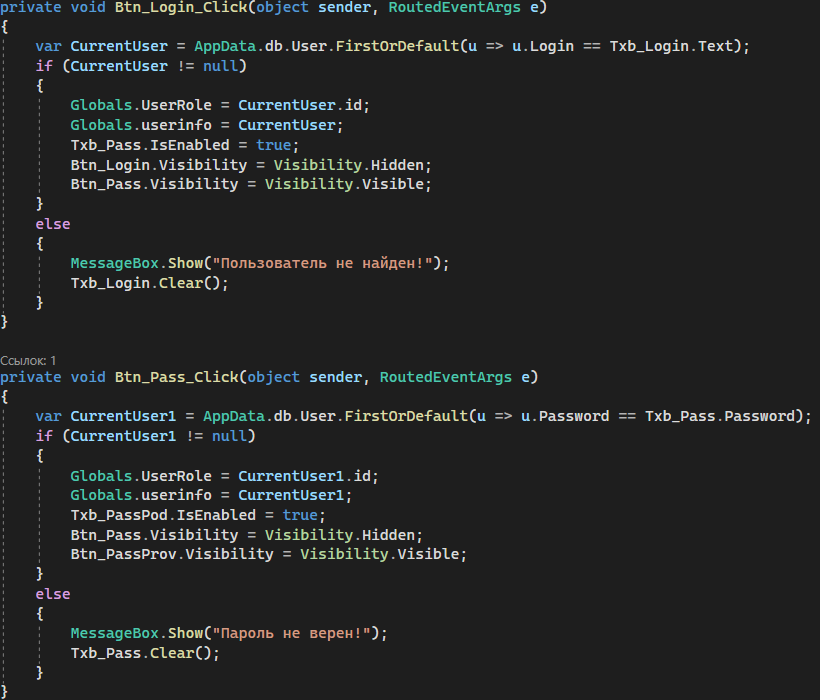 private void Btn_Login_Click(object sender, RoutedEventArgs e)
{
    var CurrentUser = AppData.db.User.FirstOrDefault(u => u.Login == Txb_Login.Text);
    if (CurrentUser != null)
    {
        Globals.UserRole = CurrentUser.id;
        Globals.userinfo = CurrentUser;
        Txb_Pass.IsEnabled = true;
        Btn_Login.Visibility = Visibility.Hidden;
        Btn_Pass.Visibility = Visibility.Visible;
    }
    else
    {
        MessageBox.Show("Пользователь не найден!");
        Txb_Login.Clear();
    }
}
Ссылок: 1
private void Btn_Pass_Click(object sender, RoutedEventArgs e)
{
    var CurrentUser1 = AppData.db.User.FirstOrDefault(u => u.Password == Txb_Pass.Password);
    if (CurrentUser1 != null)
    {
        Globals.UserRole = CurrentUser1.id;
        Globals.userinfo = CurrentUser1;
        Txb_PassPod.IsEnabled = true;
        Btn_Pass.Visibility = Visibility.Hidden;
        Btn_PassProv.Visibility = Visibility.Visible;
    }
    else
    {
        MessageBox.Show("Пароль не верен!");
        Txb_Pass.Clear();
    }
}